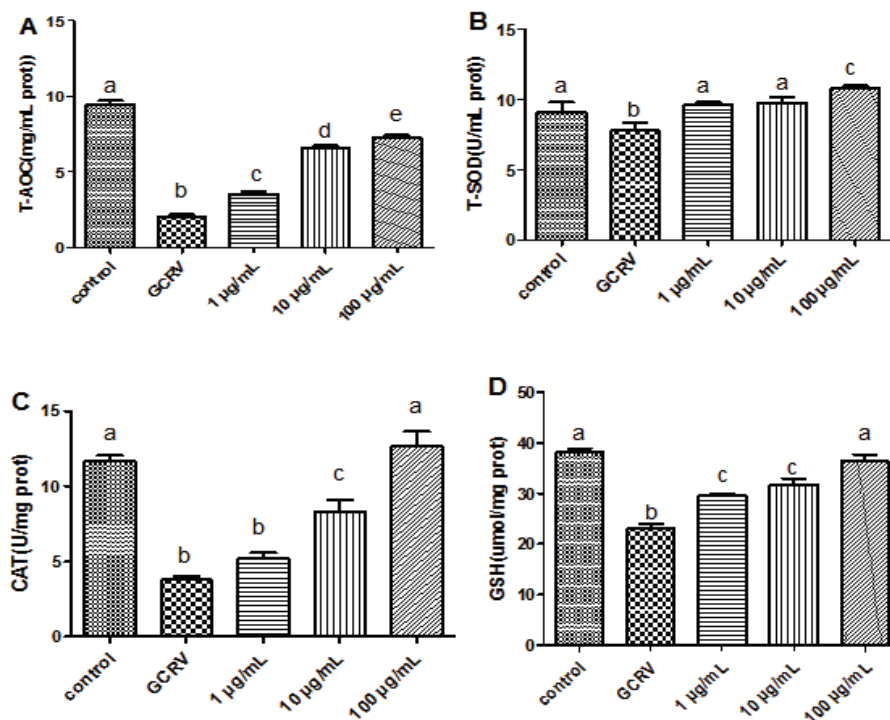 A
T-AOC(mg/mL prot))
15
10
5
0
a
b
c
d
e
control
GCRV
1 µg/mL
10 µg/mL
100 µg/mL
B
T-SOD(U/mL prot))
15
10
5
0
a
b
a
a
c
control
GCRV
1 µg/mL
10 µg/mL
100 µg/mL
C
CAT(U/mg prot)
15
10
5
0
a
b
b
c
a
control
GCRV
1 µg/mL
10 µg/mL
100 µg/mL
D
GSH(umol/mg prot)
50
40
30
20
10
0
a
b
c
c
a
control
GCRV
1 µg/mL
10 µg/mL
100 µg/mL